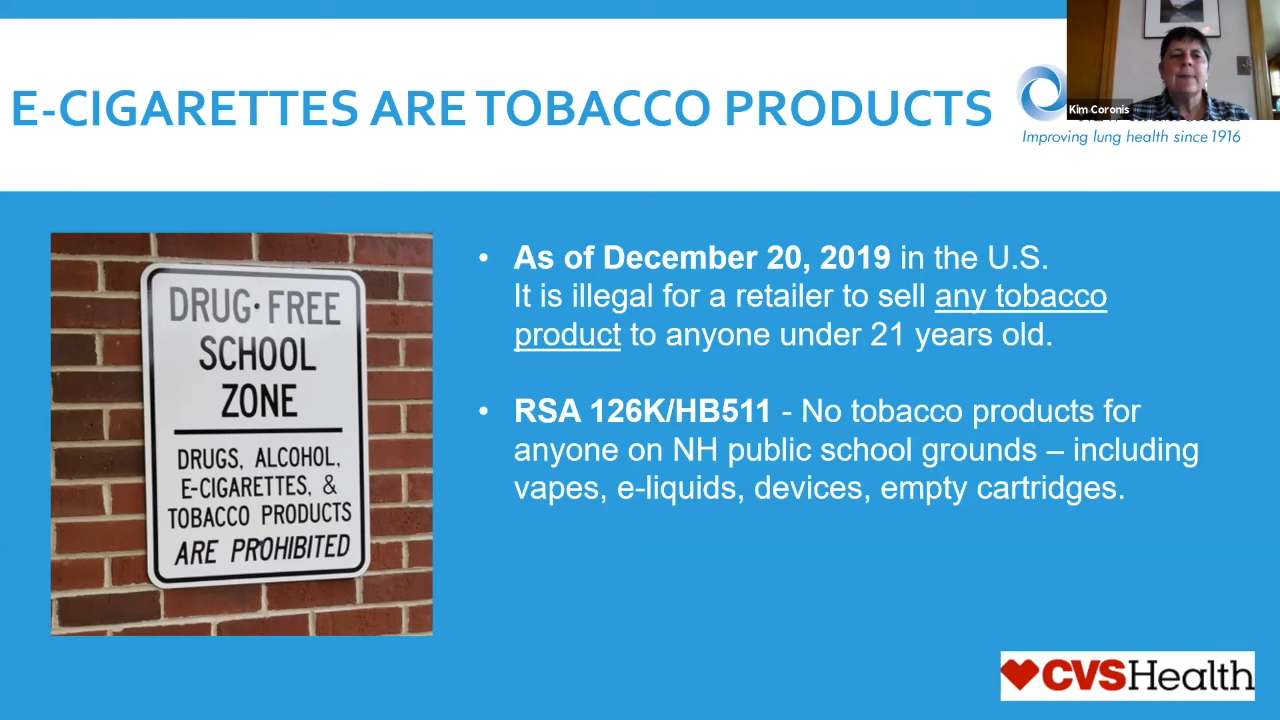 E-CIGARETTES ARE TOBACCO PRODUCTS
Kim Coronis
Improving lung health since 1916
DRUG·FREE
SCHOOL
ZONE
DRUGS, ALCOHOL,
E-CIGARETTES, &
TOBACCO PRODUCTS
ARE PROHIBITED
• As of December 20, 2019 in the U.S.
It is illegal for a retailer to sell any tobacco
product to anyone under 21 years old.
• RSA 126K/HB511 - No tobacco products for
anyone on NH public school grounds – including
vapes, e-liquids, devices, empty cartridges.
CVSHealth